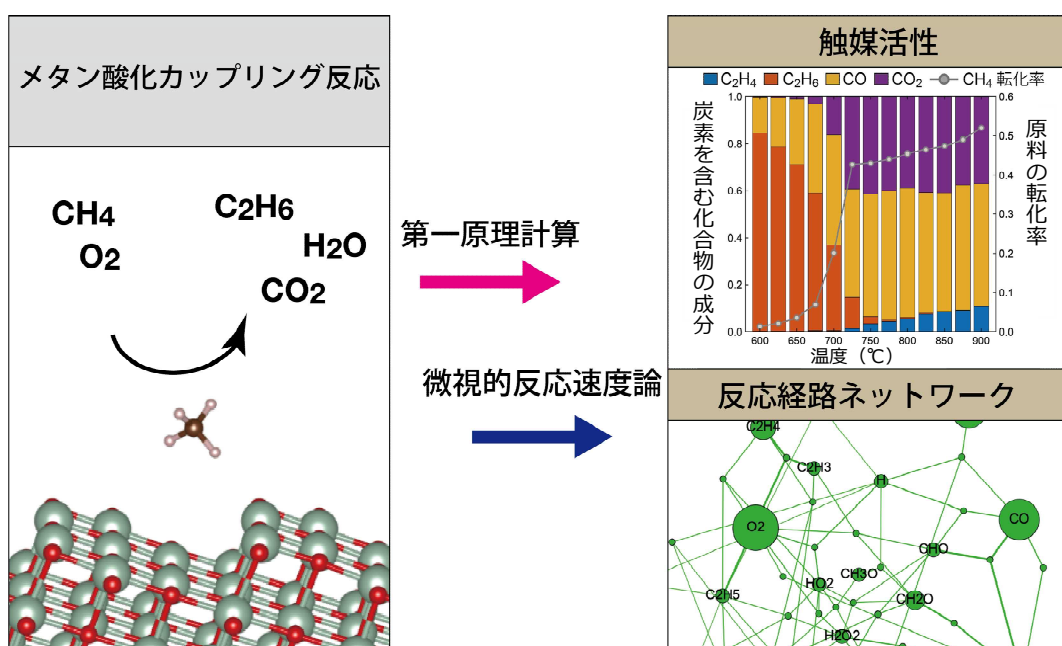 メタン酸化カップリング反応
CH4
O2
C2H6
H2O
CO2
第一原理計算
微視的反応速度論
触媒活性
C₂H₄ C₂H₆ CO CO₂ CH₄ 転化率
炭素を含む化合物の成分
1.0
0.8
0.6
0.4
0.2
0.0
0.6
0.5
0.4
0.3
0.2
0.1
0.0
原料の転化率
600 650 700 750 800 850 900
温度（℃）
反応経路ネットワーク
C2H4
C2H3
H
O2
CO
CHO
CH3O
HO2
C2H5
CH2O
H2O2